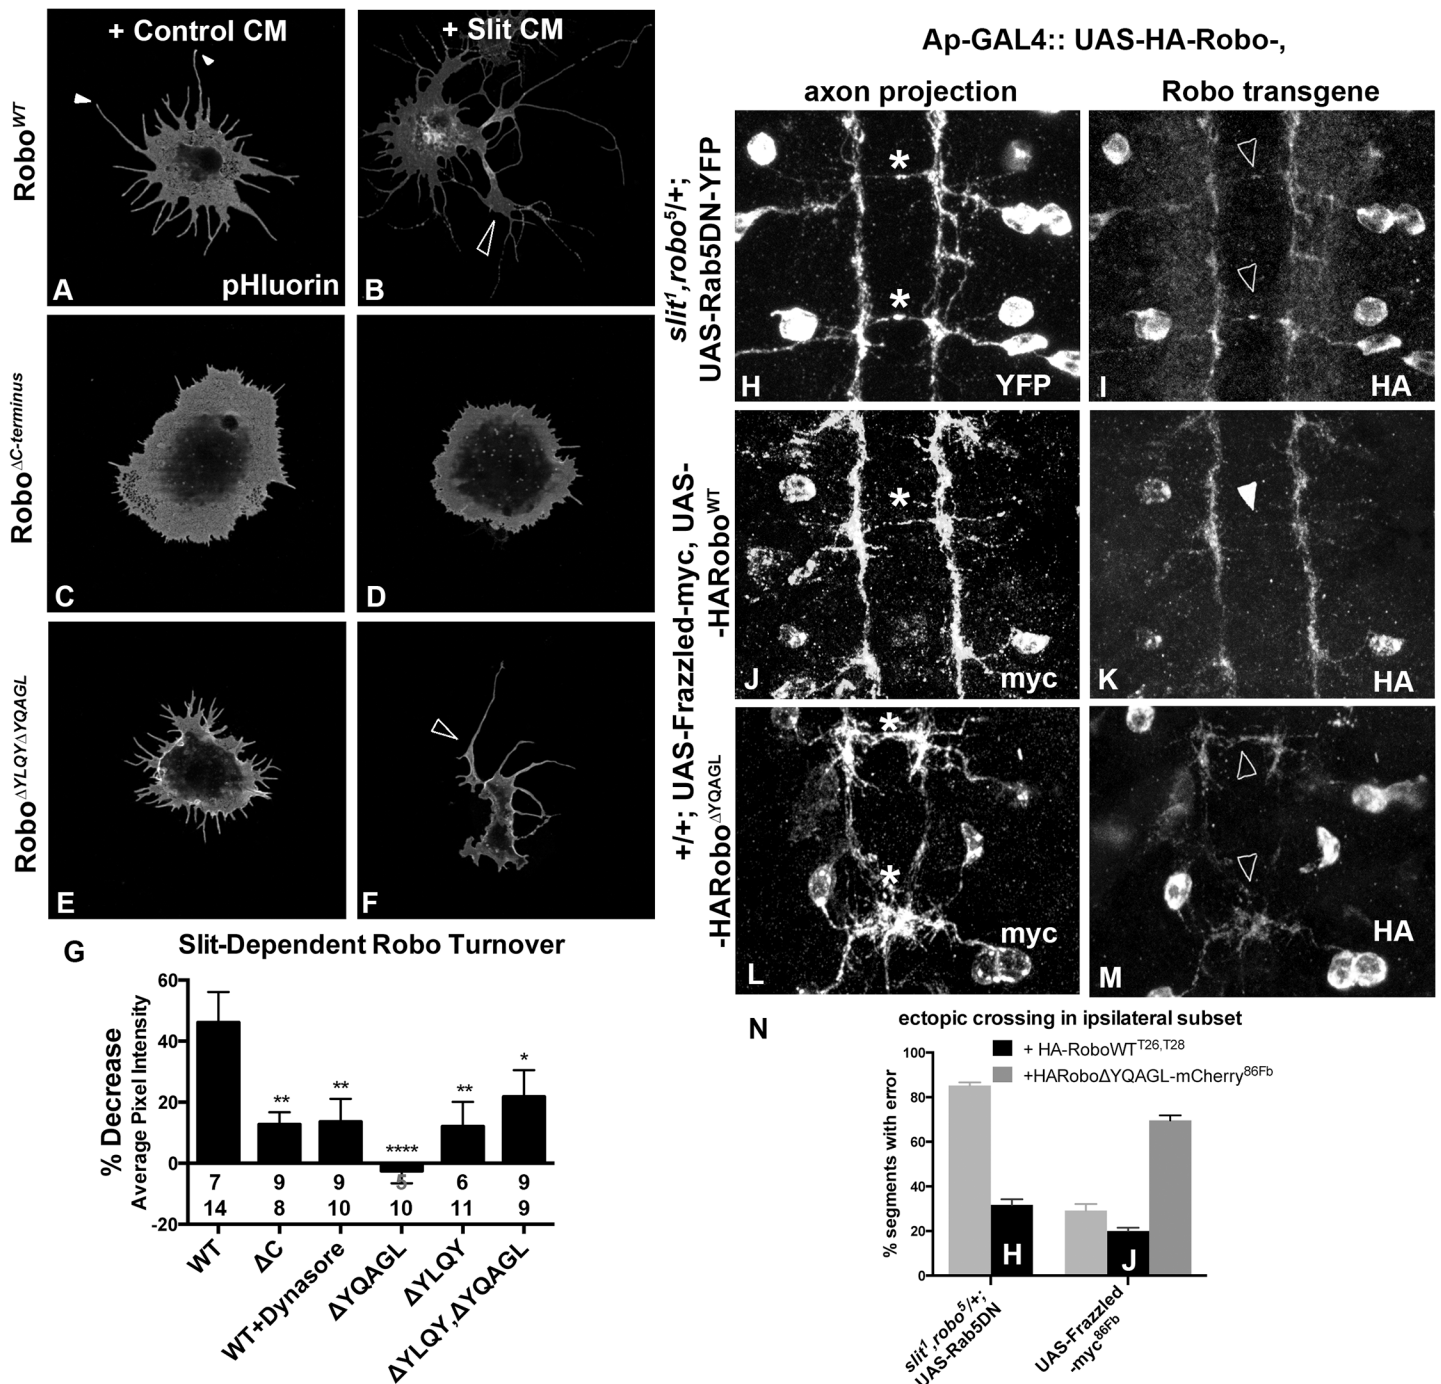 + Control CM
+ Slit CM
Robo^WT
A
pHluorin
B
Robo^ΔC-terminus
C
D
Robo^ΔYLQYΔYQAGL
E
F
G
Slit-Dependent Robo Turnover
% Decrease
Average Pixel Intensity
60
40
20
0
-20
**
**
****
**
*
7
9
9
5
6
9
14
8
10
10
11
9
WT
ΔC
WT+Dynasore
ΔYQAGL
ΔYLQY
ΔYLQY,ΔYQAGL
Ap-GAL4:: UAS-HA-Robo-,
axon projection
Robo transgene
slit^1,robo^5/+;
UAS-Rab5DN-YFP
*
*
H
YFP
I
HA
+/+; UAS-Frazzled-myc, UAS-
-HARobo^WT
-HARobo^ΔYQAGL
*
J
myc
K
HA
*
*
L
myc
M
HA
N
ectopic crossing in ipsilateral subset
+ HA-RoboWT^T26,T28
+HARoboΔYQAGL-mCherry^86Fb
% segments with error
100
80
60
40
20
0
H
J
slit^1,robo^5/+;
UAS-Rab5DN
UAS-Frazzled
-myc^86Fb